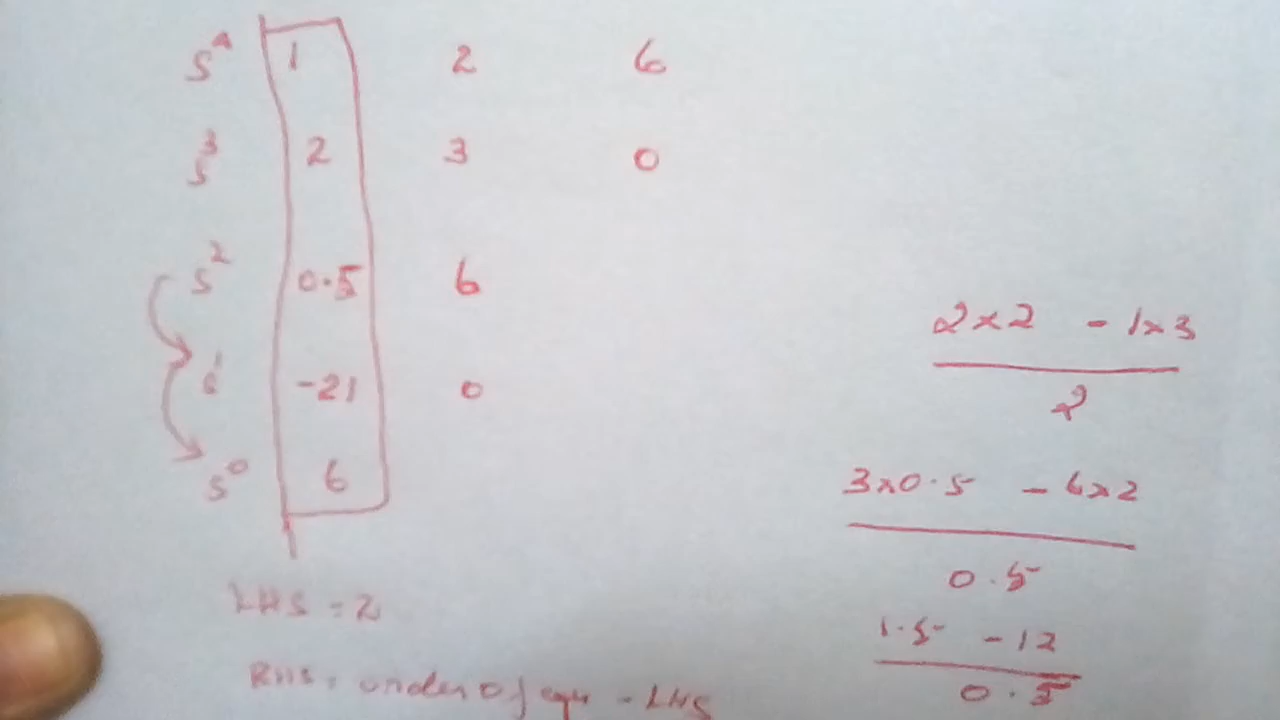 s⁴ 1 2 6
s³ 2 3 0
s² 0.5 6
s¹ -21 0
s⁰ 6
LHS = 2
RHS = order of equ - LHS
2×2 - 1×3
2
3×0.5 - 6×2
0.5
1.5 - 12
0.5